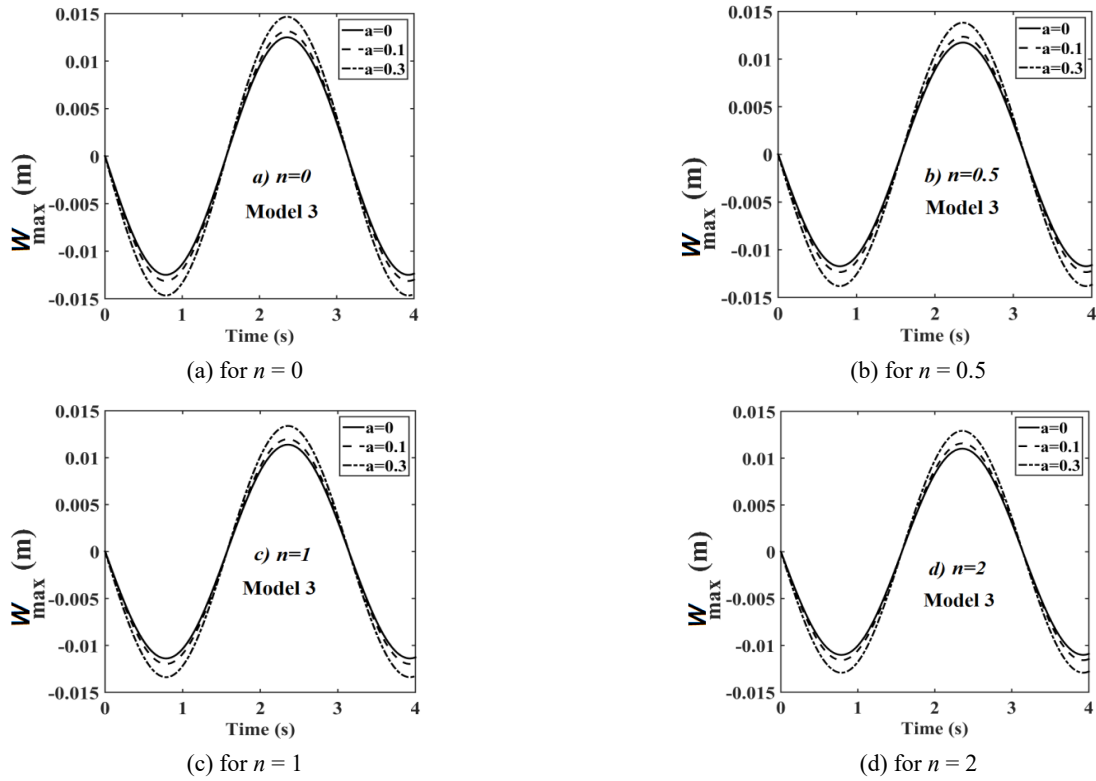 0.015
0.01
0.005
0
-0.005
-0.01
-0.015
W max (m)
a=0
a=0.1
a=0.3
a) n=0
Model 3
0 1 2 3 4
Time (s)
(a) for n = 0
0.015
0.01
0.005
0
-0.005
-0.01
-0.015
W max (m)
a=0
a=0.1
a=0.3
b) n=0.5
Model 3
0 1 2 3 4
Time (s)
(b) for n = 0.5
0.015
0.01
0.005
0
-0.005
-0.01
-0.015
W max (m)
a=0
a=0.1
a=0.3
c) n=1
Model 3
0 1 2 3 4
Time (s)
(c) for n = 1
0.015
0.01
0.005
0
-0.005
-0.01
-0.015
W max (m)
a=0
a=0.1
a=0.3
d) n=2
Model 3
0 1 2 3 4
Time (s)
(d) for n = 2